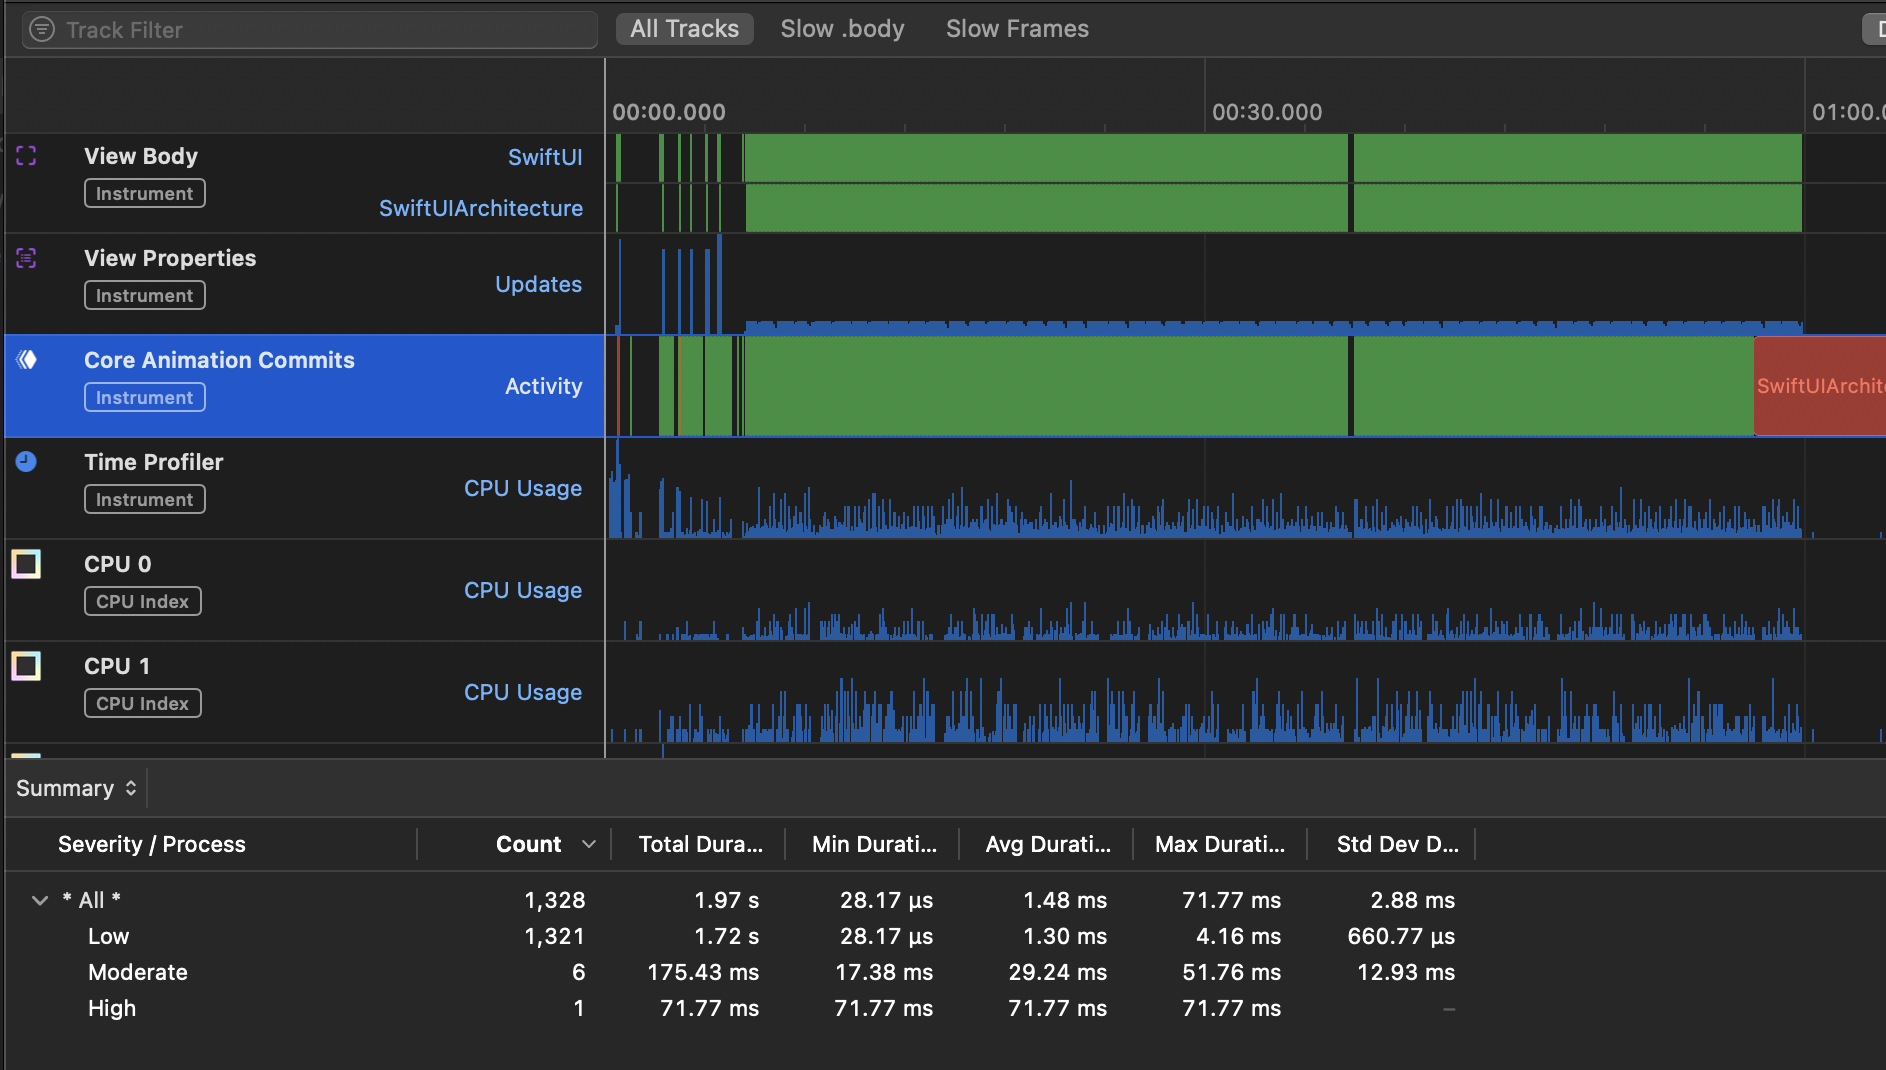 Track Filter
All Tracks
Slow .body
Slow Frames
00:00.000
00:30.000
01:00.0
View Body
Instrument
SwiftUI
SwiftUIArchitecture
View Properties
Instrument
Updates
Core Animation Commits
Instrument
Activity
SwiftUIArchite
Time Profiler
Instrument
CPU Usage
CPU 0
CPU Index
CPU Usage
CPU 1
CPU Index
CPU Usage
Summary
Severity / Process Count Total Dura... Min Durati... Avg Durati... Max Durati... Std Dev D...
* All * 1,328 1.97 s 28.17 µs 1.48 ms 71.77 ms 2.88 ms
Low 1,321 1.72 s 28.17 µs 1.30 ms 4.16 ms 660.77 µs
Moderate 6 175.43 ms 17.38 ms 29.24 ms 51.76 ms 12.93 ms
High 1 71.77 ms 71.77 ms 71.77 ms 71.77 ms –